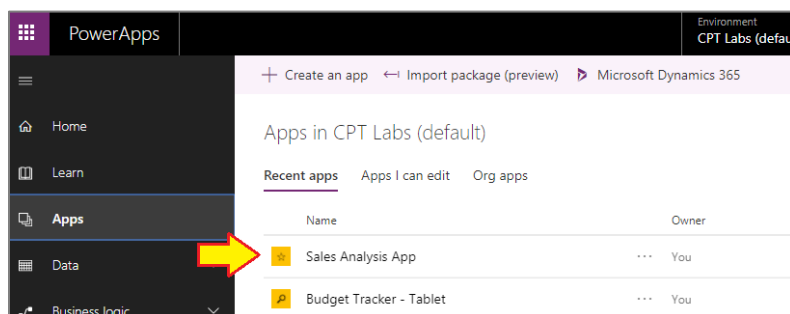 PowerApps
Environment
CPT Labs (defau
Create an app Import package (preview) Microsoft Dynamics 365
Home
Learn
Apps
Data
Business logic
Apps in CPT Labs (default)
Recent apps Apps I can edit Org apps
Name Owner
Sales Analysis App ... You
Budget Tracker - Tablet ... You